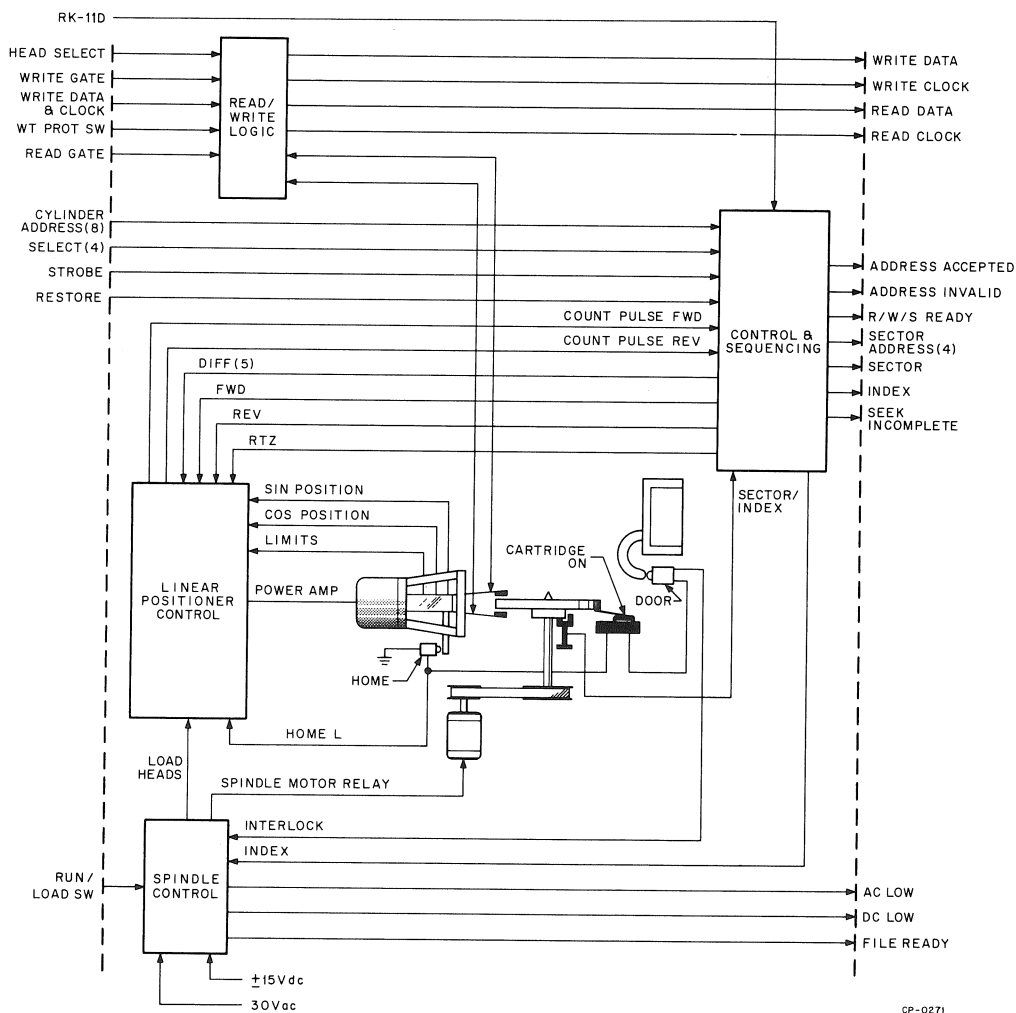 RK-11D
HEAD SELECT
WRITE GATE
WRITE DATA
& CLOCK
WT PROT SW
READ GATE
READ/
WRITE
LOGIC
WRITE DATA
WRITE CLOCK
READ DATA
READ CLOCK
CYLINDER
ADDRESS(8)
SELECT(4)
STROBE
RESTORE
COUNT PULSE FWD
COUNT PULSE REV
DIFF(5)
FWD
REV
RTZ
CONTROL &
SEQUENCING
ADDRESS ACCEPTED
ADDRESS INVALID
R/W/S READY
SECTOR
ADDRESS(4)
SECTOR
INDEX
SEEK
INCOMPLETE
SIN POSITION
COS POSITION
LIMITS
POWER AMP
LINEAR
POSITIONER
CONTROL
SECTOR/
INDEX
CARTRIDGE
ON
DOOR
HOME
HOME L
LOAD
HEADS
SPINDLE MOTOR RELAY
INTERLOCK
INDEX
RUN/
LOAD SW
SPINDLE
CONTROL
AC LOW
DC LOW
FILE READY
±15Vdc
30Vac
CP-0271